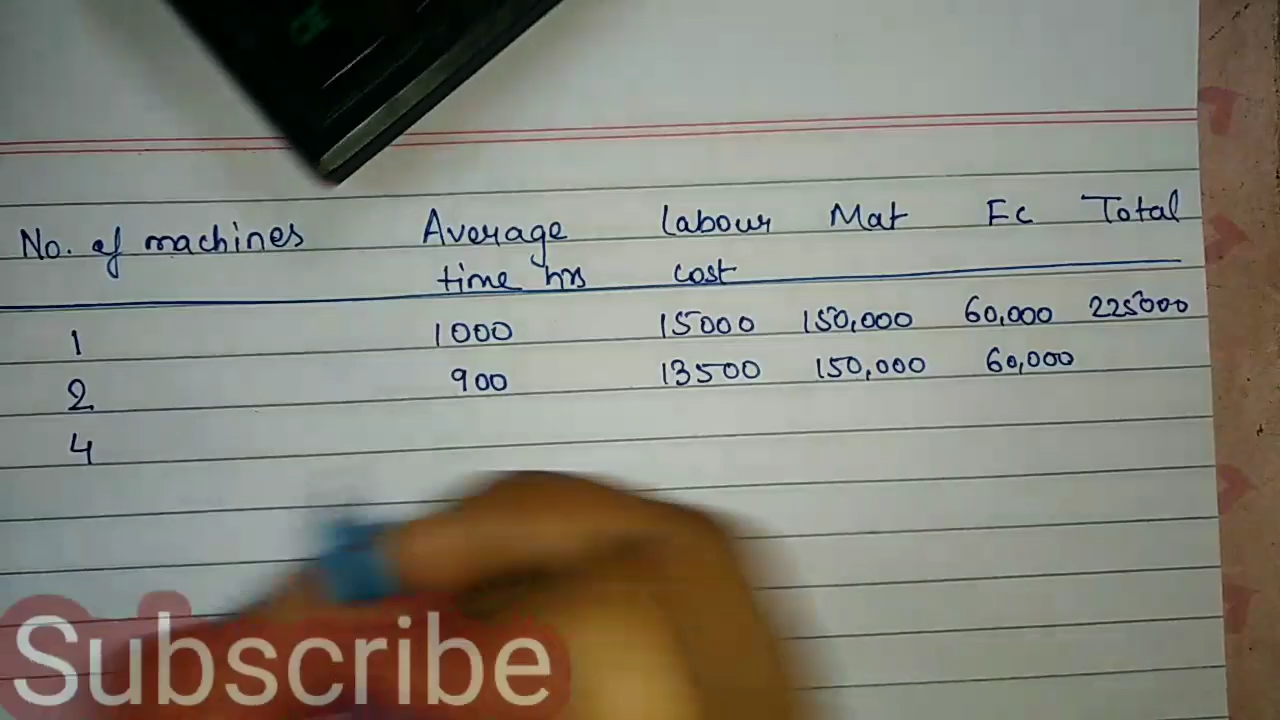 No. of machines Average Labour Mat Fc Total
time hrs cost
1 1000 15000 150,000 60,000 225000
2 900 13500 150,000 60,000
4
Subscribe